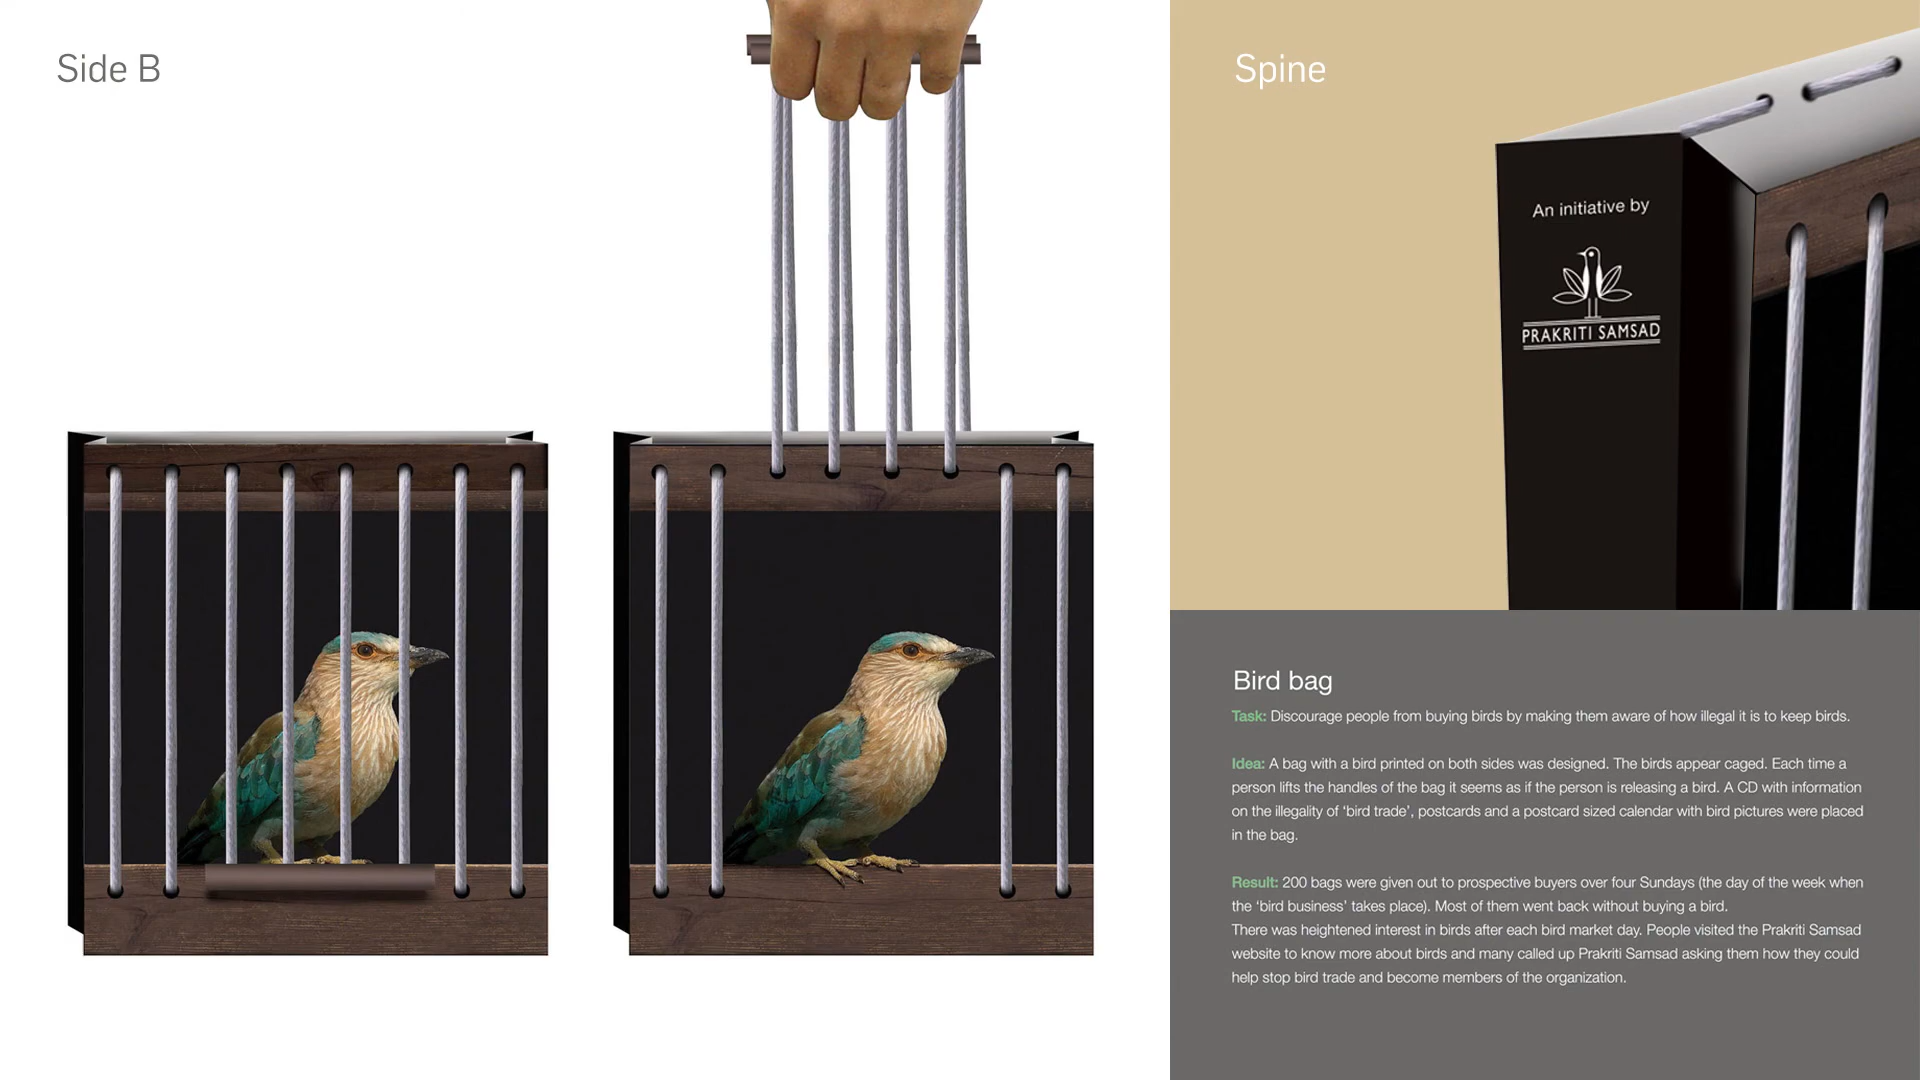 Side B
Spine
An initiative by
PRAKRITI SAMSAD
Bird bag
Task: Discourage people from buying birds by making them aware of how illegal it is to keep birds.
Idea: A bag with a bird printed on both sides was designed. The birds appear caged. Each time a
person lifts the handles of the bag it seems as if the person is releasing a bird. A CD with information
on the illegality of ‘bird trade’, postcards and a postcard sized calendar with bird pictures were placed
in the bag.
Result: 200 bags were given out to prospective buyers over four Sundays (the day of the week when
the ‘bird business’ takes place). Most of them went back without buying a bird.
There was heightened interest in birds after each bird market day. People visited the Prakriti Samsad
website to know more about birds and many called up Prakriti Samsad asking them how they could
help stop bird trade and become members of the organization.